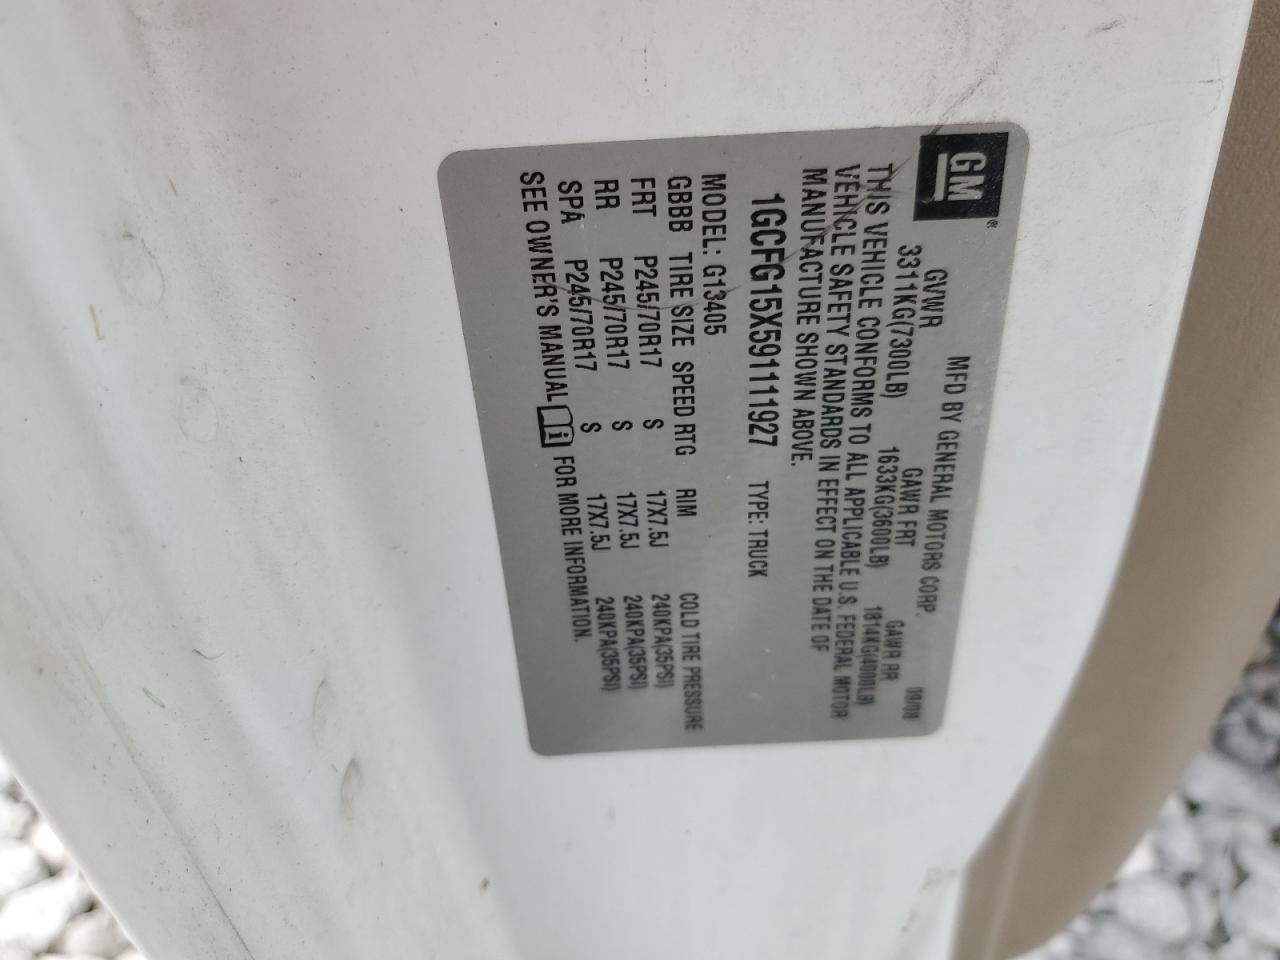 GM®
MFD BY GENERAL MOTORS CORP. 09/08
GVWR GAWR FRT GAWR RR
3311KG(7300LB) 1633KG(3600LB) 1814KG(4000LB)
THIS VEHICLE CONFORMS TO ALL APPLICABLE U.S. FEDERAL MOTOR
VEHICLE SAFETY STANDARDS IN EFFECT ON THE DATE OF
MANUFACTURE SHOWN ABOVE.
1GCFG15X591111927 TYPE: TRUCK
MODEL: G13405
GBBB TIRE SIZE SPEED RTG RIM COLD TIRE PRESSURE
FRT P245/70R17 S 17X7.5J 240KPA(35PSI)
RR P245/70R17 S 17X7.5J 240KPA(35PSI)
SPA P245/70R17 S 17X7.5J 240KPA(35PSI)
SEE OWNER'S MANUAL i FOR MORE INFORMATION.